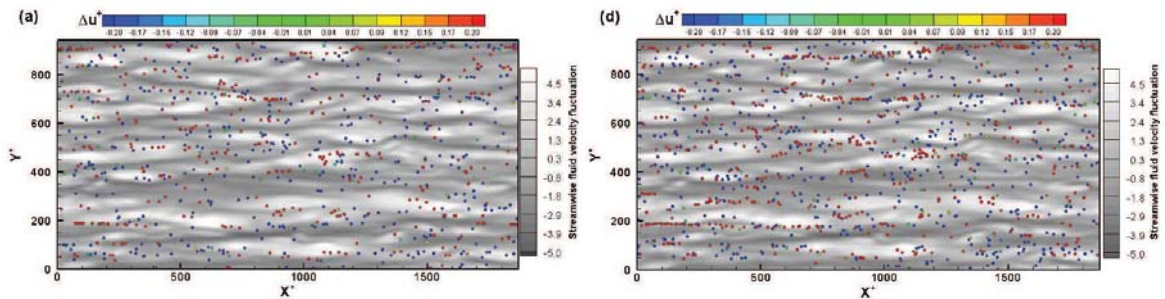 (a) Δu⁺
-0.20 -0.17 -0.16 -0.12 -0.09 -0.07 -0.04 -0.01 0.01 0.04 0.07 0.09 0.12 0.15 0.17 0.20
800
600
400
200
0
Y⁺
0 500 1000 1500
X⁺
4.5
3.4
2.4
1.3
0.3
-0.8
-1.8
-2.9
-3.9
-5.0
Streamwise fluid velocity fluctuation
(d) Δu⁺
-0.20 -0.17 -0.15 -0.12 -0.09 -0.07 -0.04 -0.01 0.01 0.04 0.07 0.09 0.12 0.15 0.17 0.20
800
600
400
200
0
Y⁺
0 500 1000 1500
X⁺
4.5
3.4
2.4
1.3
0.3
-0.8
-1.8
-2.9
-3.9
-5.0
Streamwise fluid velocity fluctuation